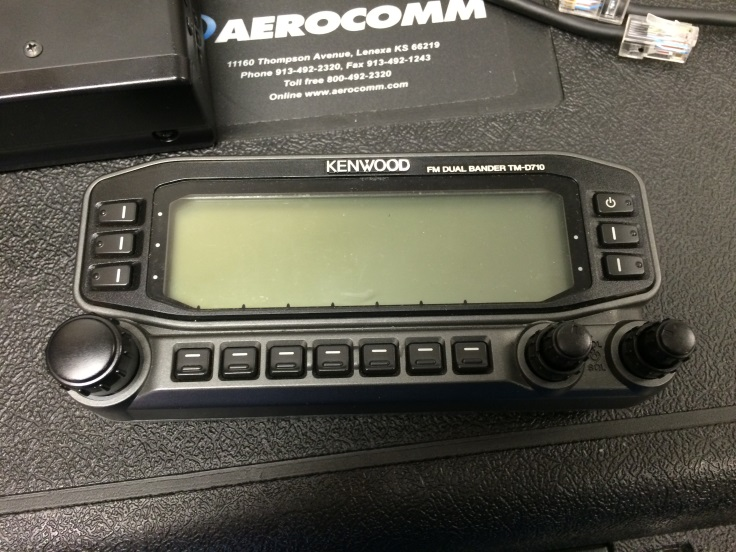 AEROCOMM
11160 Thompson Avenue, Lenexa KS 66219
Phone 913-492-2320, Fax 913-492-1243
Toll free 800-492-2320
Online www.aerocomm.com
KENWOOD FM DUAL BANDER TM-D710
SQL